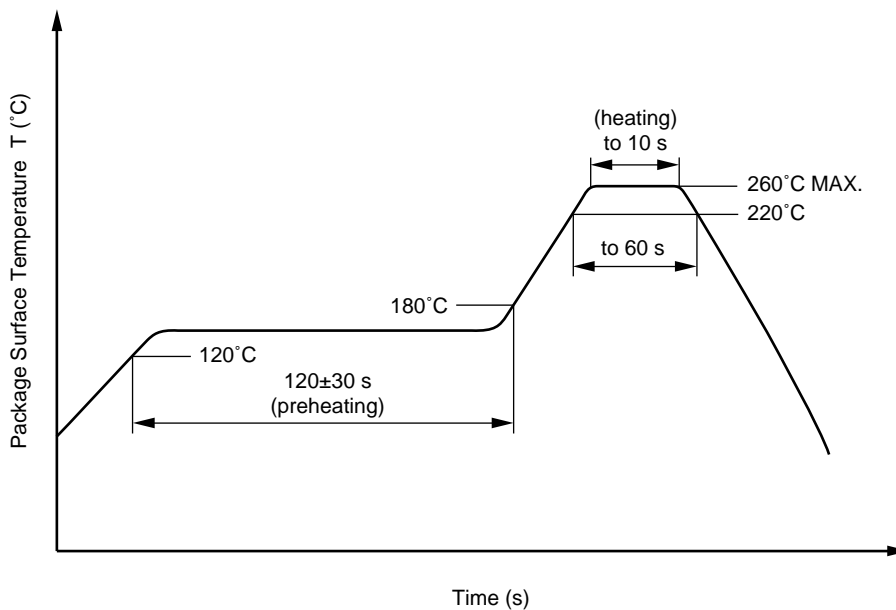 Package Surface Temperature T (˚C)
(heating)
to 10 s
260˚C MAX.
220˚C
to 60 s
180˚C
120˚C
120±30 s
(preheating)
Time (s)